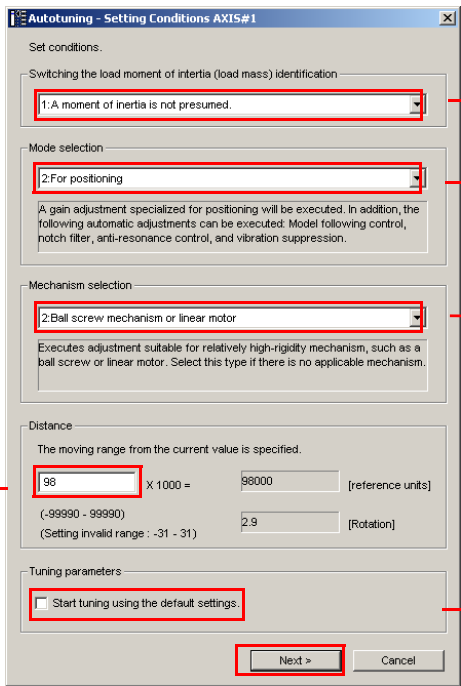 Autotuning - Setting Conditions AXIS#1
Set conditions.
Switching the load moment of intertia (load mass) identification
1:A moment of inertia is not presumed.
Mode selection
2:For positioning
A gain adjustment specialized for positioning will be executed. In addition, the
following automatic adjustments can be executed: Model following control,
notch filter, anti-resonance control, and vibration suppression.
Mechanism selection
2:Ball screw mechanism or linear motor
Executes adjustment suitable for relatively high-rigidity mechanism, such as a
ball screw or linear motor. Select this type if there is no applicable mechanism.
Distance
The moving range from the current value is specified.
98 X 1000 = 98000 [reference units]
(-99990 - 99990)
(Setting invalid range : -31 - 31) 2.9 [Rotation]
Tuning parameters
Start tuning using the default settings.
Next > Cancel